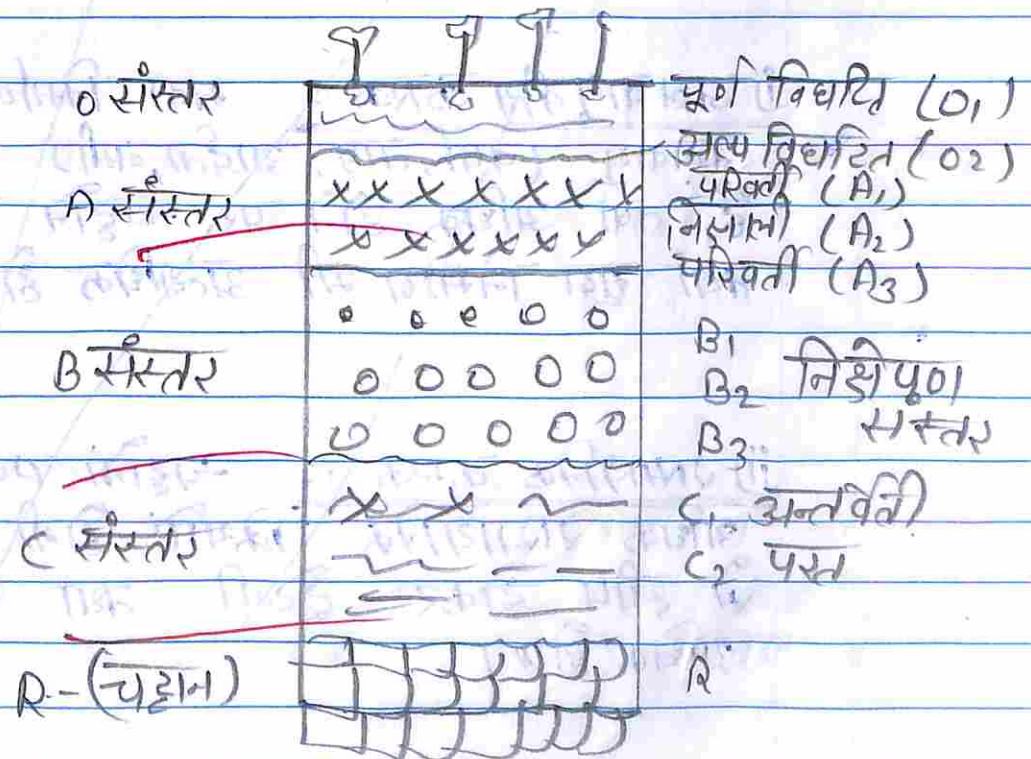 O संस्तर पूर्ण विघटित (O1)
अल्प विघटित (O2)
A संस्तर परिवर्ती (A1)
निक्षाली (A2)
परिवर्ती (A3)
B1
B संस्तर B2 निक्षेपण
B3 संस्तर
C1 अन्तर्वर्ती
C संस्तर C2 परत
R - (चट्टान) R